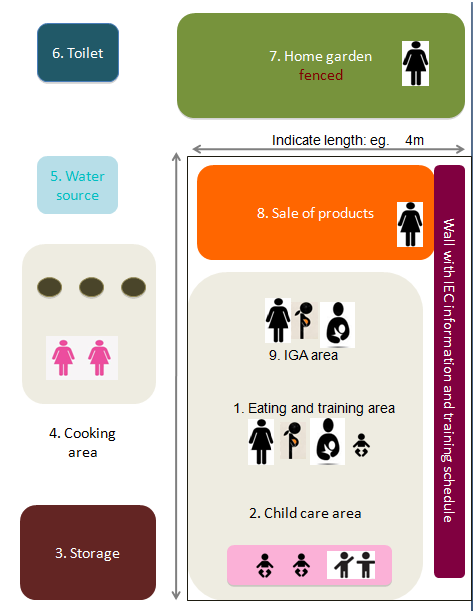 6. Toilet
7. Home garden
fenced
Indicate length: eg. 4m
5. Water
source
8. Sale of products
Wall with IEC information and training schedule
9. IGA area
1. Eating and training area
4. Cooking
area
2. Child care area
3. Storage